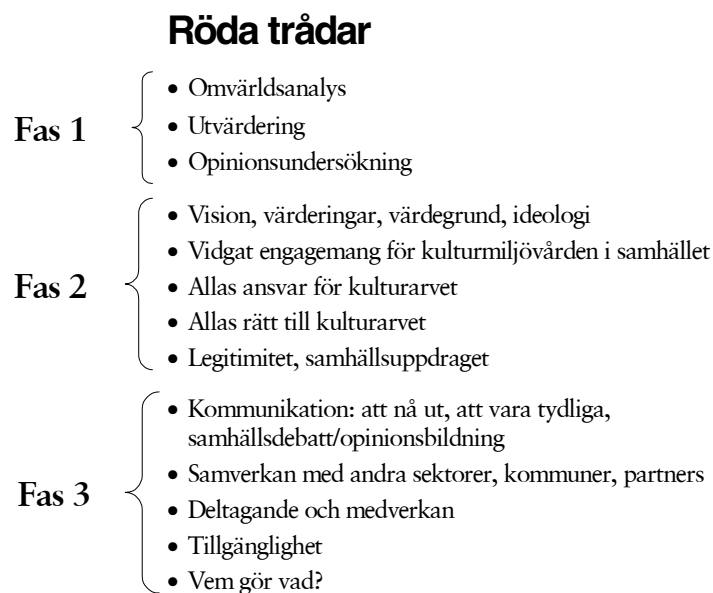 Röda trådar
Fas 1
• Omvärldsanalys
• Utvärdering
• Opinionsundersökning
Fas 2
• Vision, värderingar, värdegrund, ideologi
• Vidgat engagemang för kulturmiljövården i samhället
• Allas ansvar för kulturarvet
• Allas rätt till kulturarvet
• Legitimitet, samhällsuppdraget
Fas 3
• Kommunikation: att nå ut, att vara tydliga,
samhällsdebatt/opinionsbildning
• Samverkan med andra sektorer, kommuner, partners
• Deltagande och medverkan
• Tillgänglighet
• Vem gör vad?